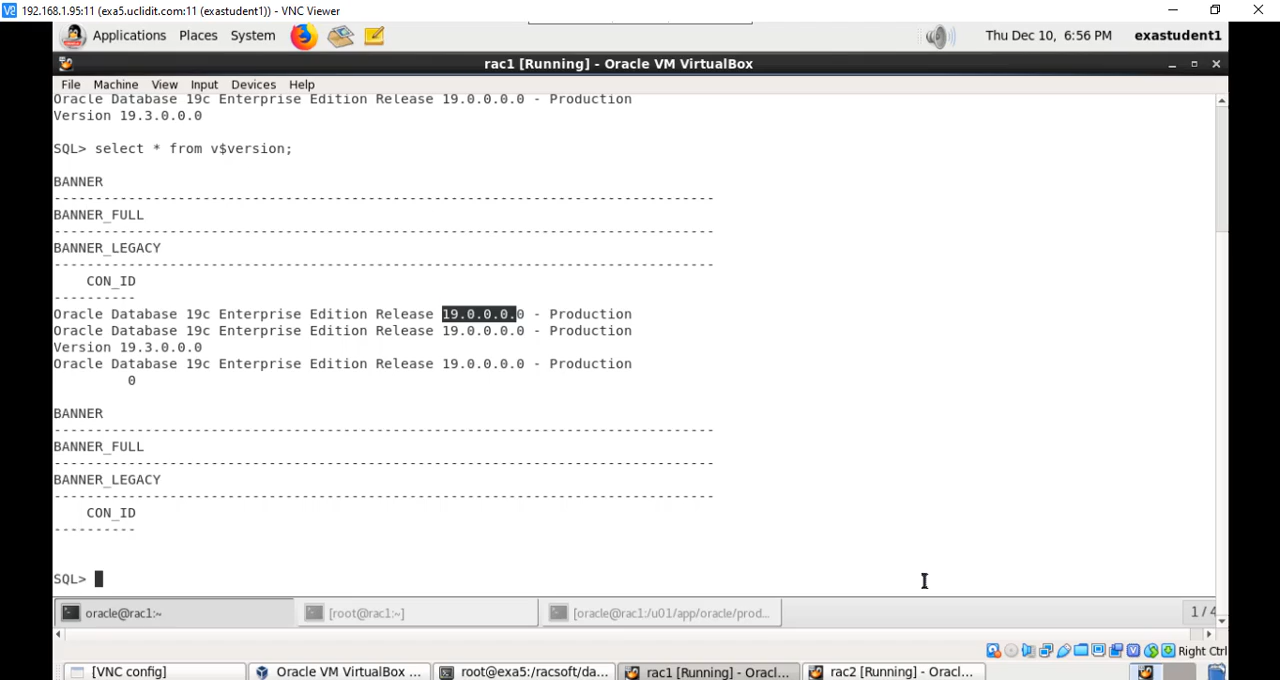 192.168.1.95:11 (exa5.uclidit.com:11 (exastudent1)) - VNC Viewer
Applications Places System Thu Dec 10, 6:56 PM exastudent1
rac1 [Running] - Oracle VM VirtualBox
File Machine View Input Devices Help
Oracle Database 19c Enterprise Edition Release 19.0.0.0.0 - Production
Version 19.3.0.0.0
SQL> select * from v$version;
BANNER
--------------------------------------------------------------------------------
BANNER_FULL
--------------------------------------------------------------------------------
BANNER_LEGACY
--------------------------------------------------------------------------------
CON_ID
----------
Oracle Database 19c Enterprise Edition Release 19.0.0.0.0 - Production
Oracle Database 19c Enterprise Edition Release 19.0.0.0.0 - Production
Version 19.3.0.0.0
Oracle Database 19c Enterprise Edition Release 19.0.0.0.0 - Production
0
BANNER
--------------------------------------------------------------------------------
BANNER_FULL
--------------------------------------------------------------------------------
BANNER_LEGACY
--------------------------------------------------------------------------------
CON_ID
----------
SQL>
oracle@rac1:~ [root@rac1:~] [oracle@rac1:/u01/app/oracle/prod... 1 / 4
Right Ctrl
[VNC config] Oracle VM VirtualBox ... root@exa5:/racsoft/da... rac1 [Running] - Oracl... rac2 [Running] - Oracl...